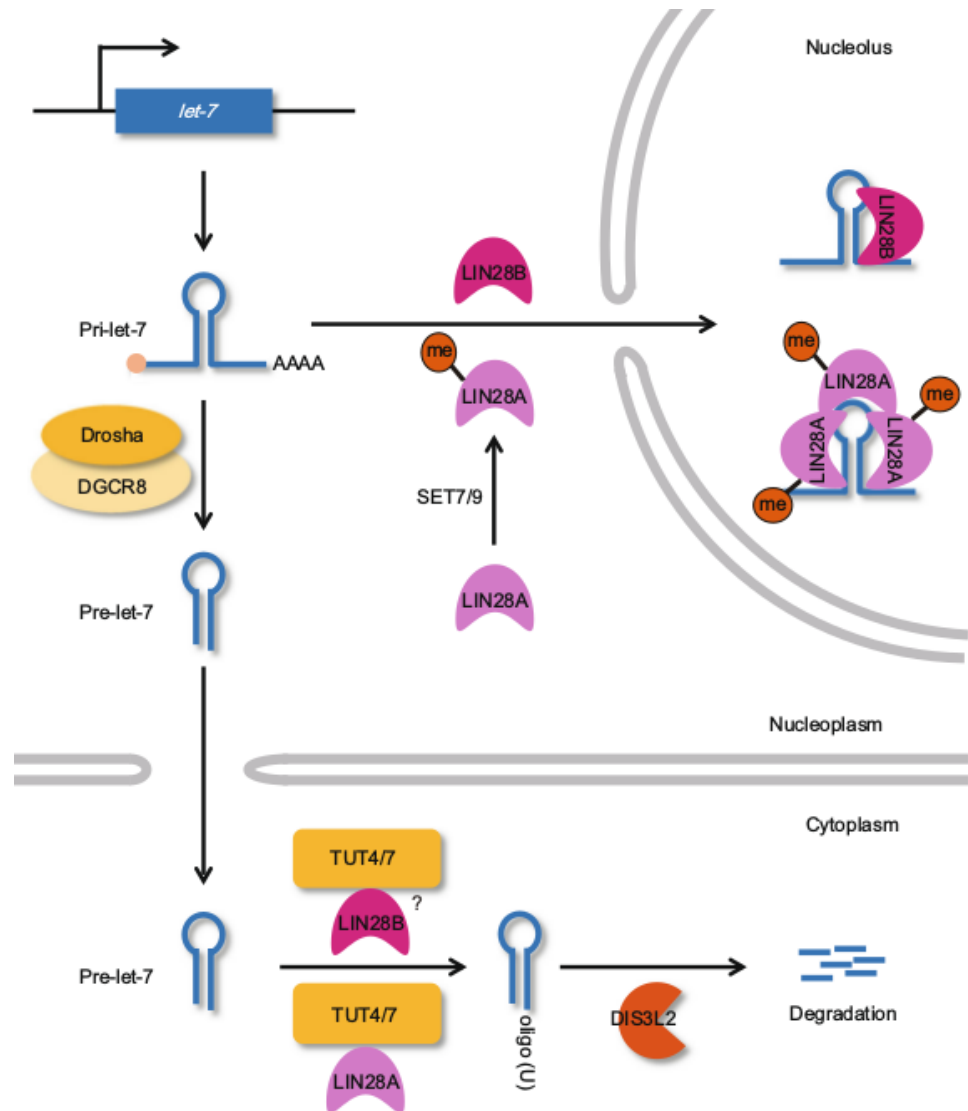 Nucleolus
let-7
LIN28B
LIN28B
Pri-let-7
AAAA
me
LIN28A
me
LIN28A
me
LIN28A
LIN28A
me
Drosha
DGCR8
SET7/9
Pre-let-7
LIN28A
Nucleoplasm
Cytoplasm
TUT4/7
?
LIN28B
Pre-let-7
TUT4/7
LIN28A
oligo (U)
DIS3L2
Degradation